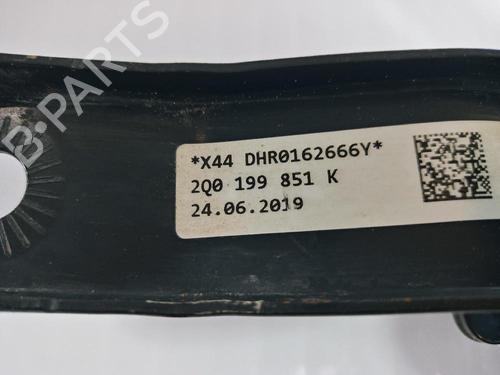 *X44 DHR0162666Y*
2Q0 199 851 K
24.06.2019
B-PARTS